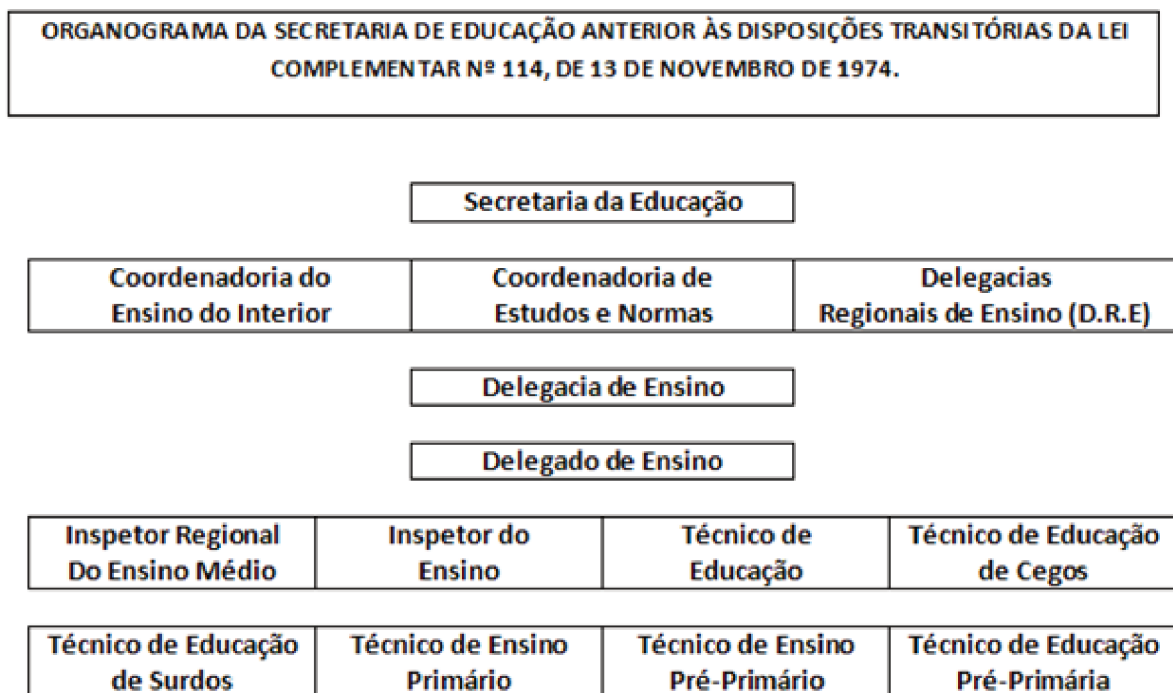 ORGANOGRAMA DA SECRETARIA DE EDUCAÇÃO ANTERIOR ÀS DISPOSIÇÕES TRANSITÓRIAS DA LEI
COMPLEMENTAR Nº 114, DE 13 DE NOVEMBRO DE 1974.
Secretaria da Educação
Coordenadoria do
Ensino do Interior
Coordenadoria de
Estudos e Normas
Delegacias
Regionais de Ensino (D.R.E)
Delegacia de Ensino
Delegado de Ensino
Inspetor Regional
Do Ensino Médio
Inspetor do
Ensino
Técnico de
Educação
Técnico de Educação
de Cegos
Técnico de Educação
de Surdos
Técnico de Ensino
Primário
Técnico de Ensino
Pré-Primário
Técnico de Educação
Pré-Primária